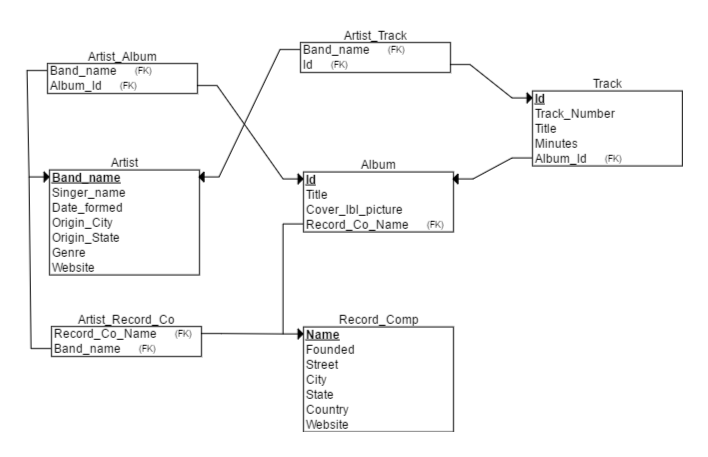 Artist_Track
Band_name (FK)
Id (FK)
Artist_Album
Band_name (FK)
Album_Id (FK)
Track
Id
Track_Number
Title
Minutes
Album_Id (FK)
Artist
Band_name
Singer_name
Date_formed
Origin_City
Origin_State
Genre
Website
Album
Id
Title
Cover_lbl_picture
Record_Co_Name (FK)
Artist_Record_Co
Record_Co_Name (FK)
Band_name (FK)
Record_Comp
Name
Founded
Street
City
State
Country
Website